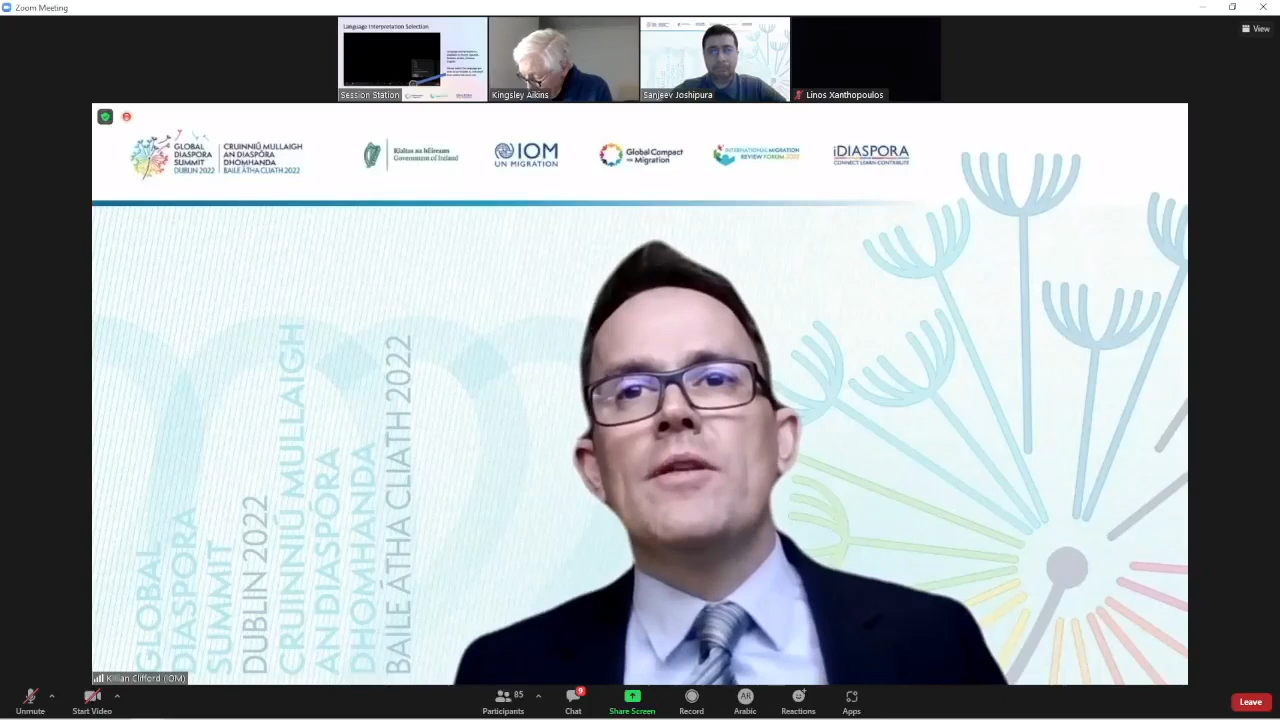 Zoom Meeting
View
Language Interpretation Selection
Session Station
Kingsley Aikins
Sanjeev Joshipura
Linos Xanthopoulos
GLOBAL
DIASPORA
SUMMIT
DUBLIN 2022
CRUINNIÚ MULLAIGH
AN DIASPÓRA
DHOMHANDA
BAILE ÁTHA CLIATH 2022
Rialtas na hÉireann
Government of Ireland
IOM
UN MIGRATION
Global Compact
Migration
INTERNATIONAL MIGRATION
REVIEW FORUM 2022
iDIASPORA
CONNECT LEARN CONTRIBUTE
GLOBAL
DIASPORA
SUMMIT
DUBLIN 2022
CRUINNIÚ MULLAIGH
AN DIASPÓRA
DHOMHANDA
BAILE ÁTHA CLIATH 2022
Killian Clifford (IOM)
Unmute
Start Video
85
Participants
9
Chat
Share Screen
Record
AR
Arabic
Reactions
Apps
Leave